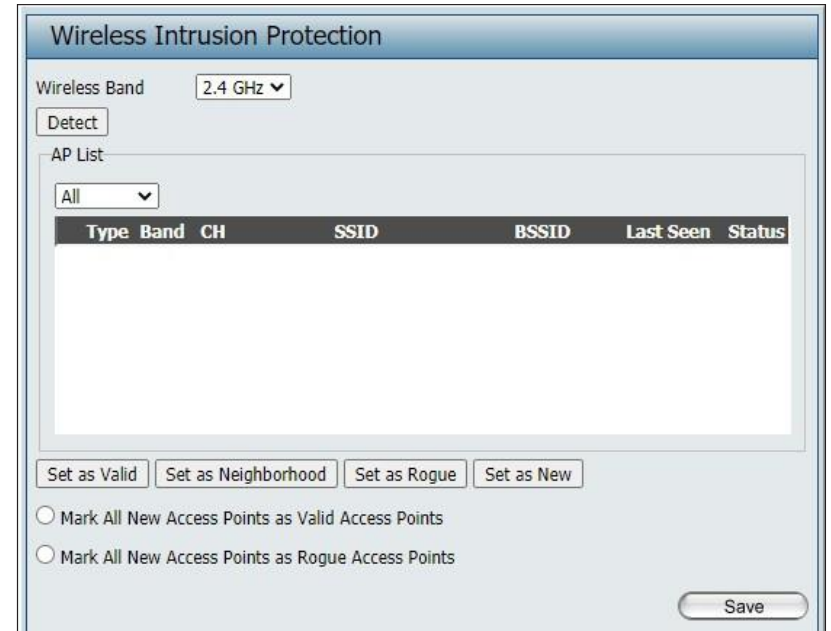 Wireless Intrusion Protection
Wireless Band 2.4 GHz
Detect
AP List
All
Type Band CH SSID BSSID Last Seen Status
Set as Valid Set as Neighborhood Set as Rogue Set as New
Mark All New Access Points as Valid Access Points
Mark All New Access Points as Rogue Access Points
Save